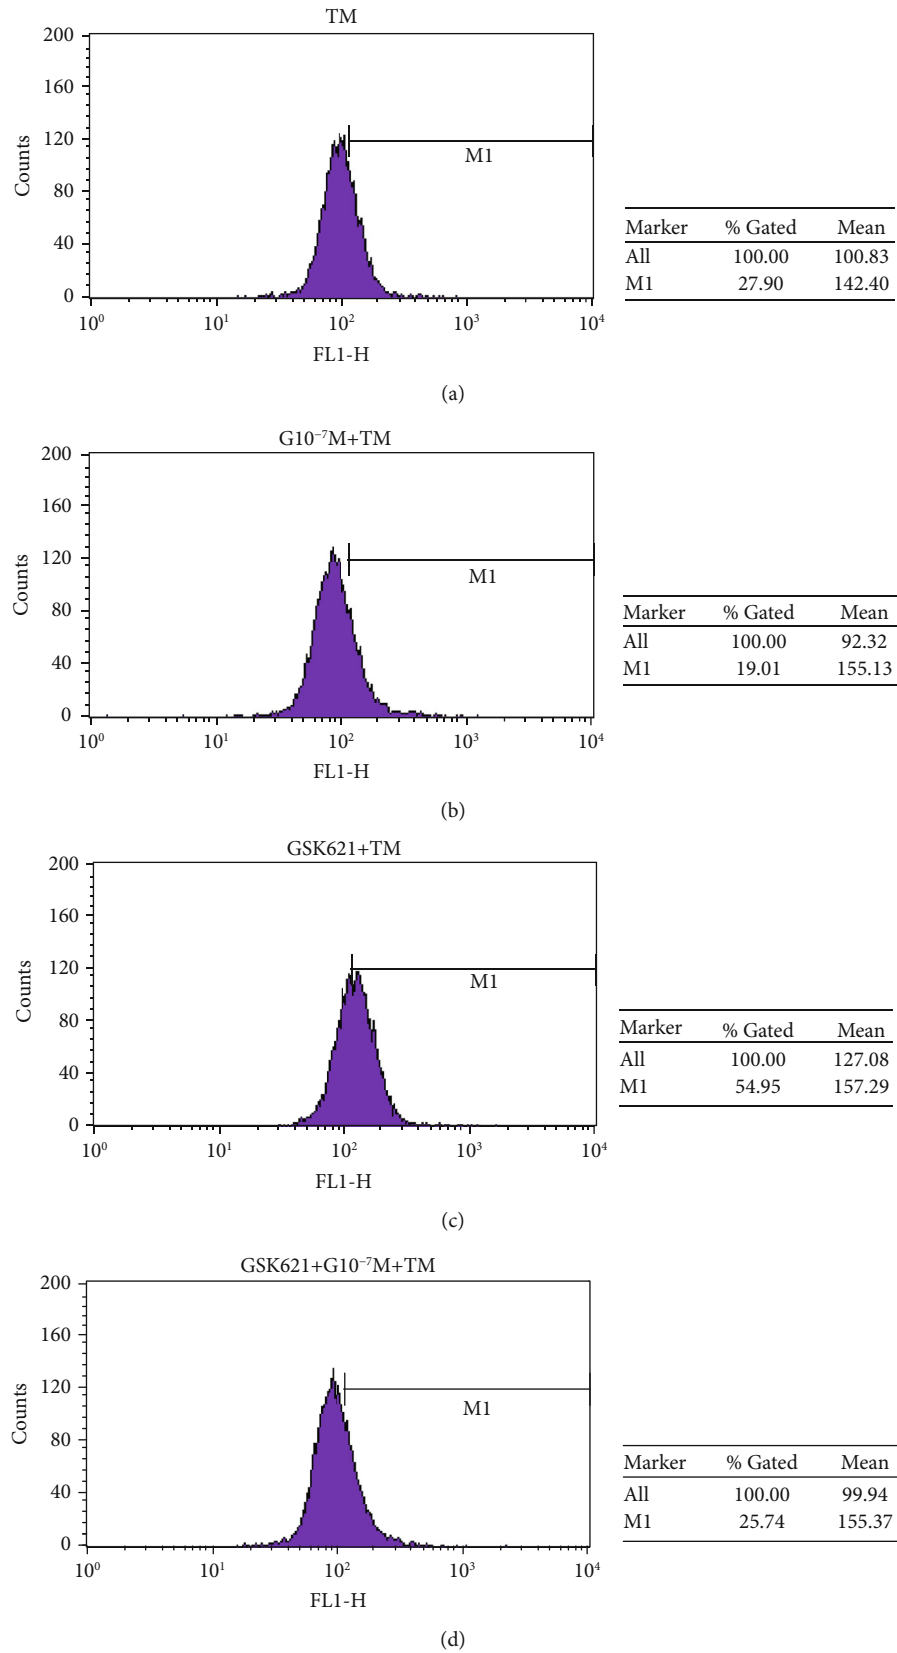 TM
200
160
120
80
40
0
Counts
M1
10⁰ 10¹ 10² 10³ 10⁴
FL1-H
Marker % Gated Mean
All 100.00 100.83
M1 27.90 142.40
(a)
G10⁻⁷M+TM
200
160
120
80
40
0
Counts
M1
10⁰ 10¹ 10² 10³ 10⁴
FL1-H
Marker % Gated Mean
All 100.00 92.32
M1 19.01 155.13
(b)
GSK621+TM
200
160
120
80
40
0
Counts
M1
10⁰ 10¹ 10² 10³ 10⁴
FL1-H
Marker % Gated Mean
All 100.00 127.08
M1 54.95 157.29
(c)
GSK621+G10⁻⁷M+TM
200
160
120
80
40
0
Counts
M1
10⁰ 10¹ 10² 10³ 10⁴
FL1-H
Marker % Gated Mean
All 100.00 99.94
M1 25.74 155.37
(d)